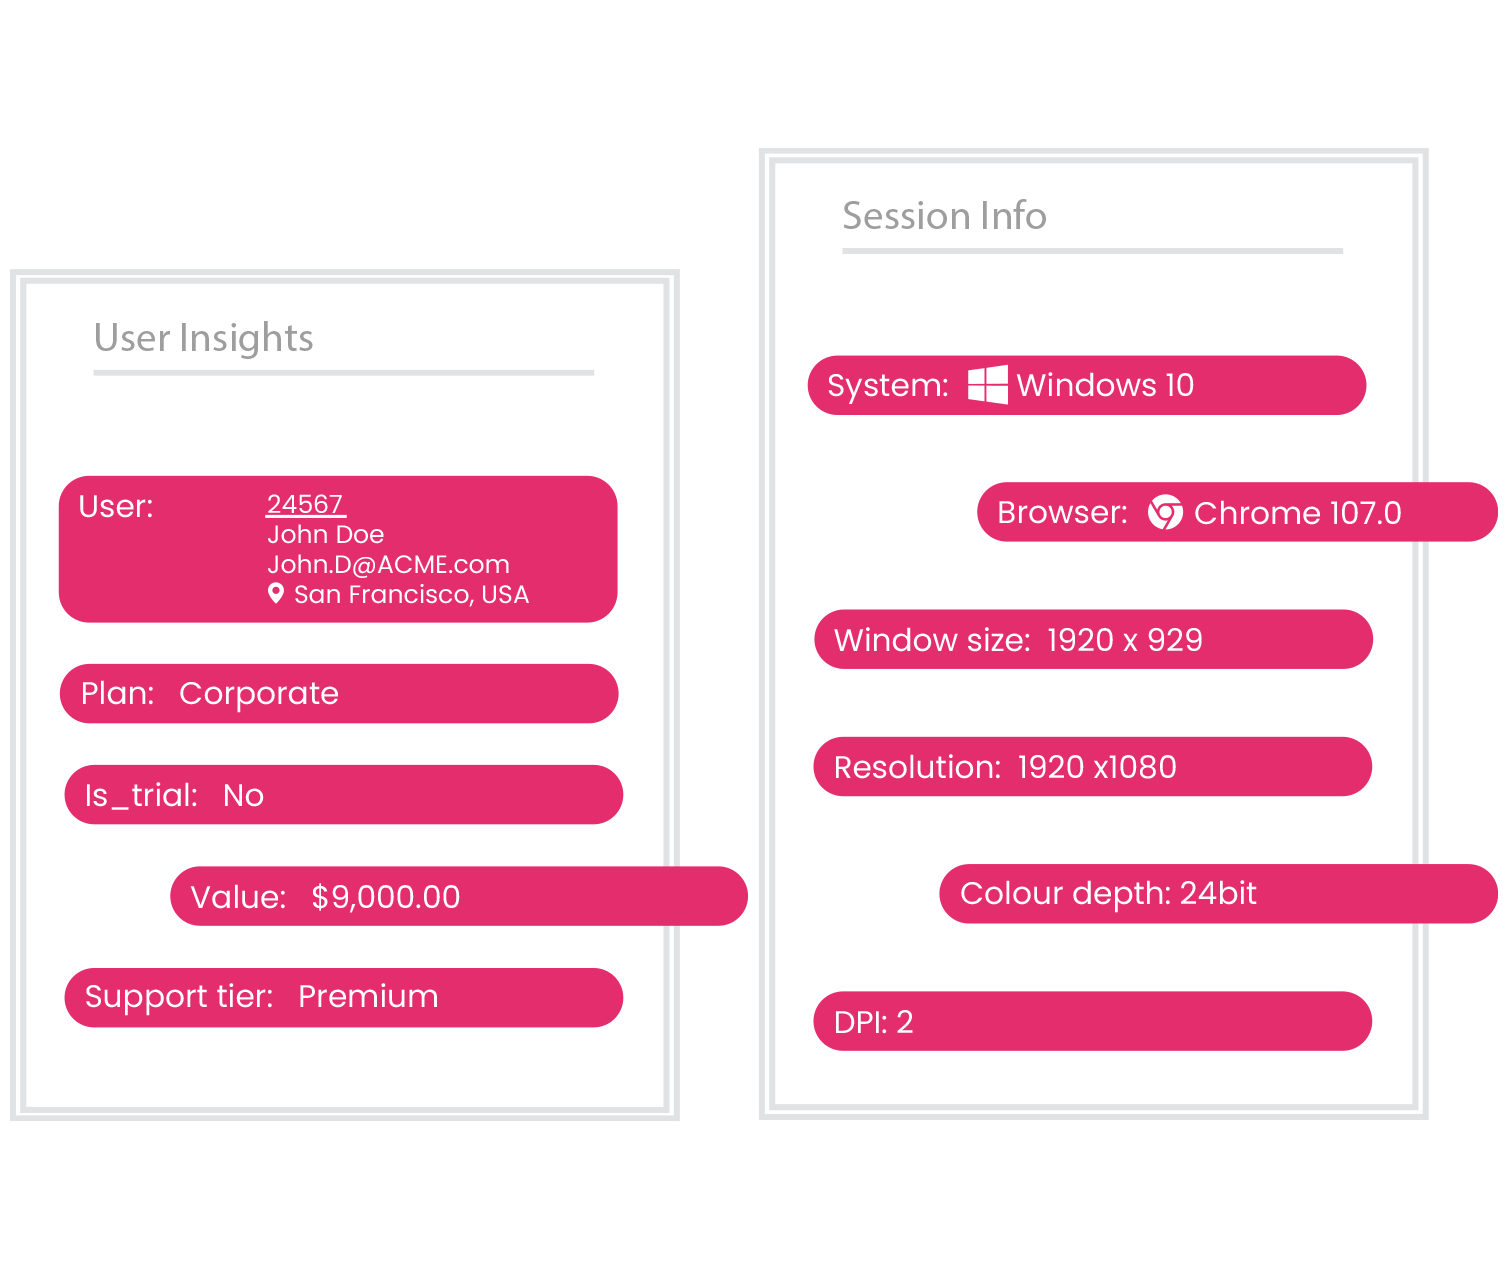 User Insights
User: 24567
John Doe
John.D@ACME.com
San Francisco, USA
Plan: Corporate
Is_trial: No
Value: $9,000.00
Support tier: Premium
Session Info
System: Windows 10
Browser: Chrome 107.0
Window size: 1920 x 929
Resolution: 1920 x1080
Colour depth: 24bit
DPI: 2